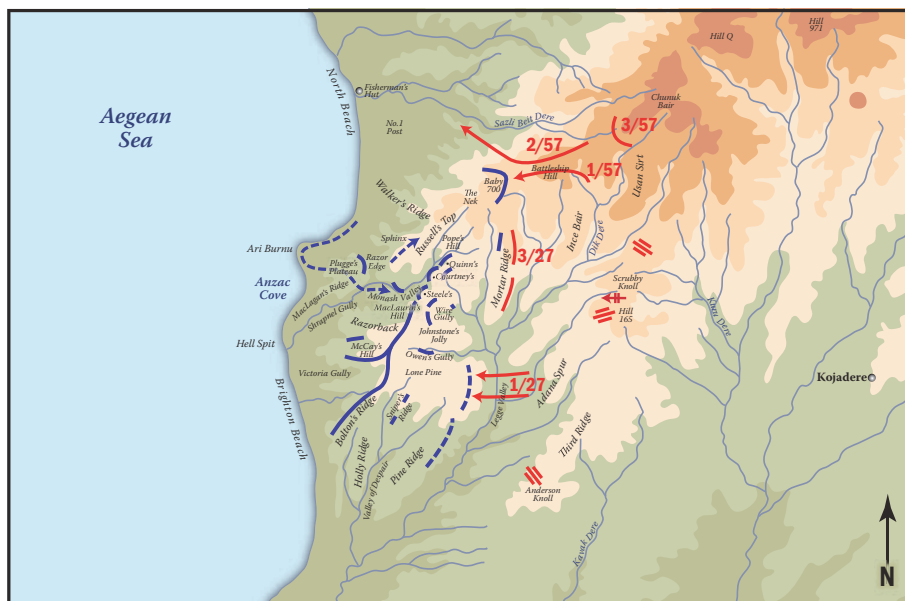 Hill Q
Hill
971
Aegean
Sea
North Beach
Fisherman's
Hut
No.1
Post
Sazli Beit Dere
Chunuk
Bair
3/57
2/57
1/57
Battleship
Hill
Usan Sirt
Baby
700
The
Nek
Walker's Ridge
Russell's Top
Sphinx
Pope's
Hill
Ari Burnu
Plugge's
Plateau
Razor
Edge
Quinn's
Courtney's
Anzac
Cove
MacLagan's Ridge
Monash Valley
Steele's
MacLaurin's
Hill
Wire
Gully
Shrapnel Gully
Razorback
Johnstone's
Jolly
Mortar Ridge
3/27
Ince Bair
Dik Dere
Scrubby
Knoll
Hill
165
Kuru Dere
Hell Spit
McCay's
Hill
Owen's Gully
Victoria Gully
Lone Pine
1/27
Legge Valley
Adana Spur
Kojadere
Brighton Beach
Bolton's Ridge
Sniper's
Ridge
Holly Ridge
Valley of Despair
Pine Ridge
Third Ridge
Anderson
Knoll
Kavak Dere
N